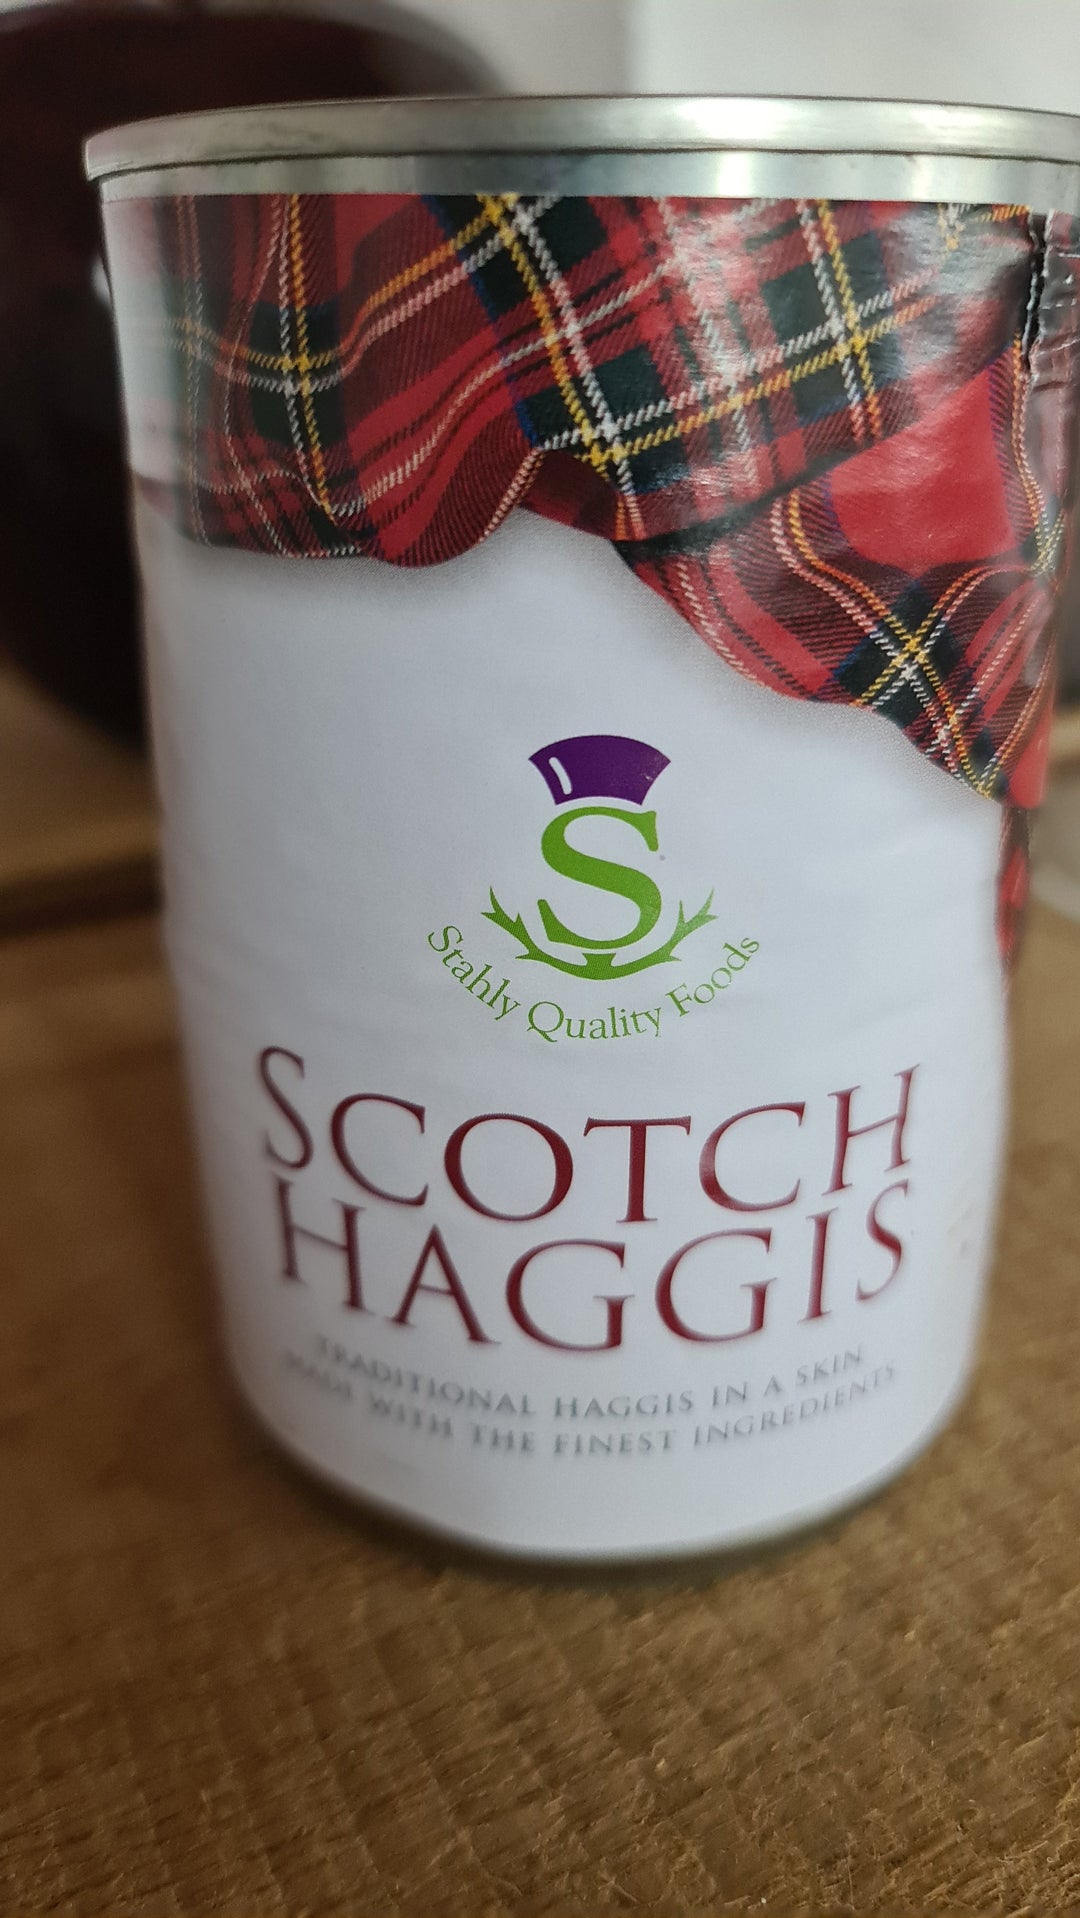 S
Stahly Quality Foods
SCOTCH
HAGGIS
TRADITIONAL HAGGIS IN A SKIN
MADE WITH THE FINEST INGREDIENTS